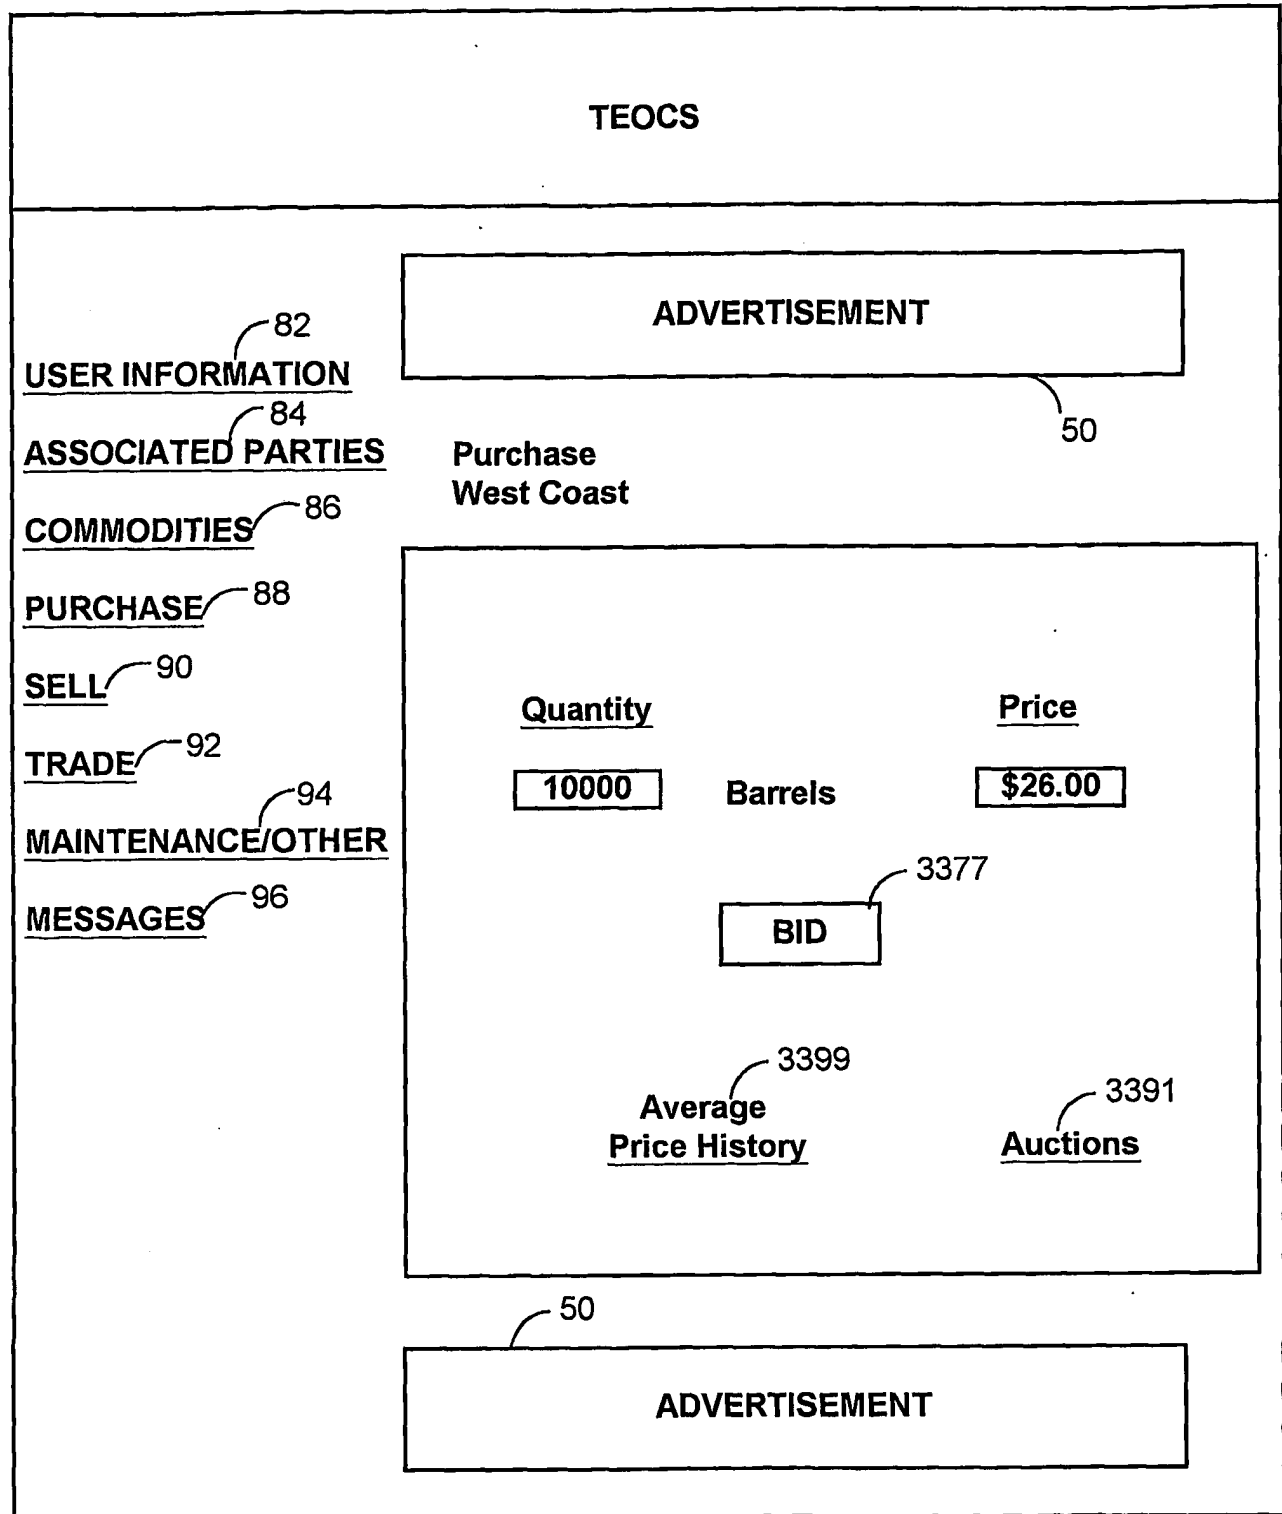 TEOCS
ADVERTISEMENT
50
82
USER INFORMATION
84
ASSOCIATED PARTIES
86
COMMODITIES
88
PURCHASE
90
SELL
92
TRADE
94
MAINTENANCE/OTHER
96
MESSAGES
Purchase
West Coast
Quantity
Price
10000 Barrels $26.00
3377
BID
3399
Average
Price History
3391
Auctions
50
ADVERTISEMENT